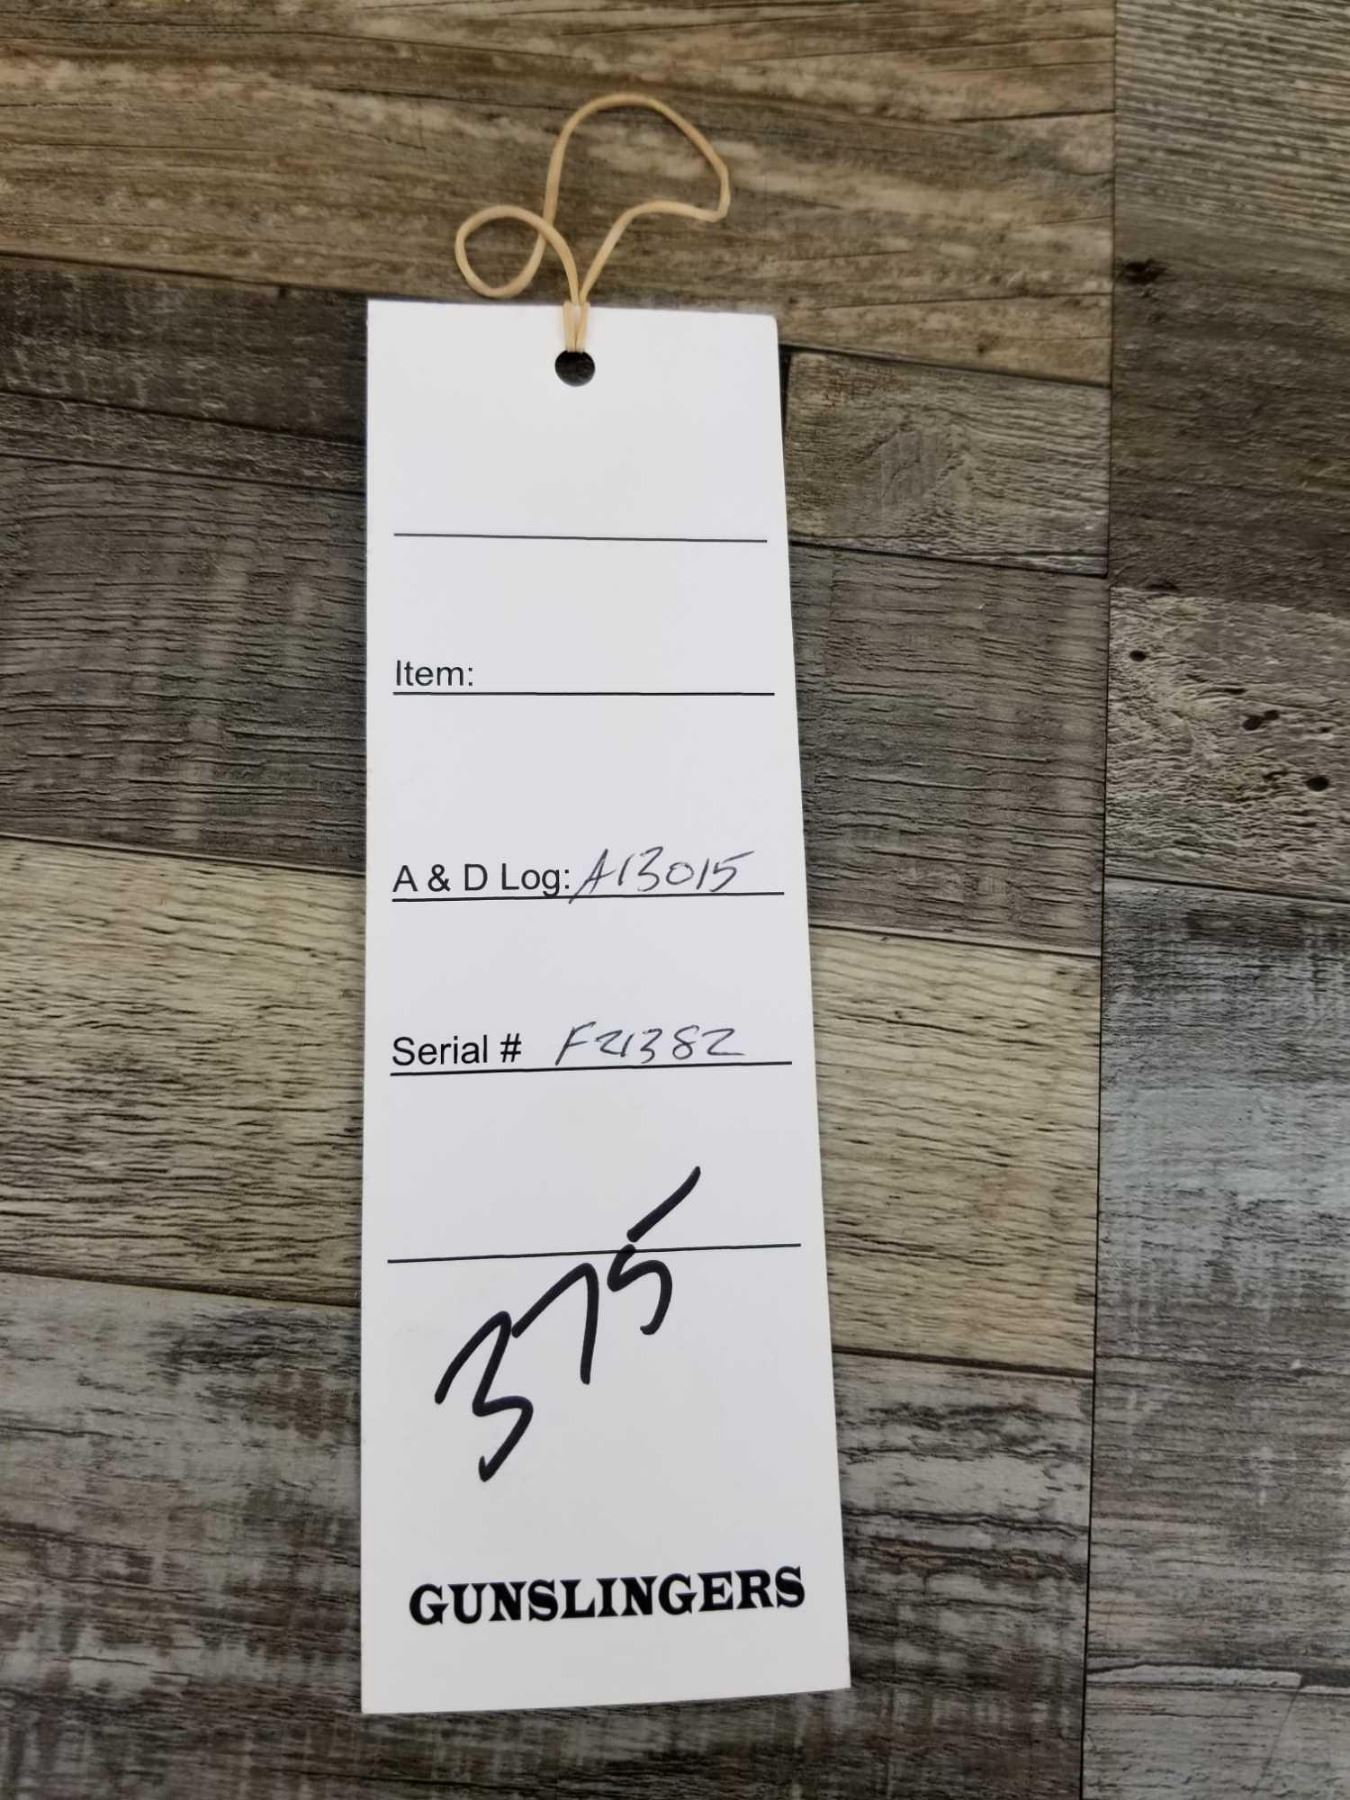 Item:
A & D Log: A13015
Serial # F21382
375
GUNSLINGERS